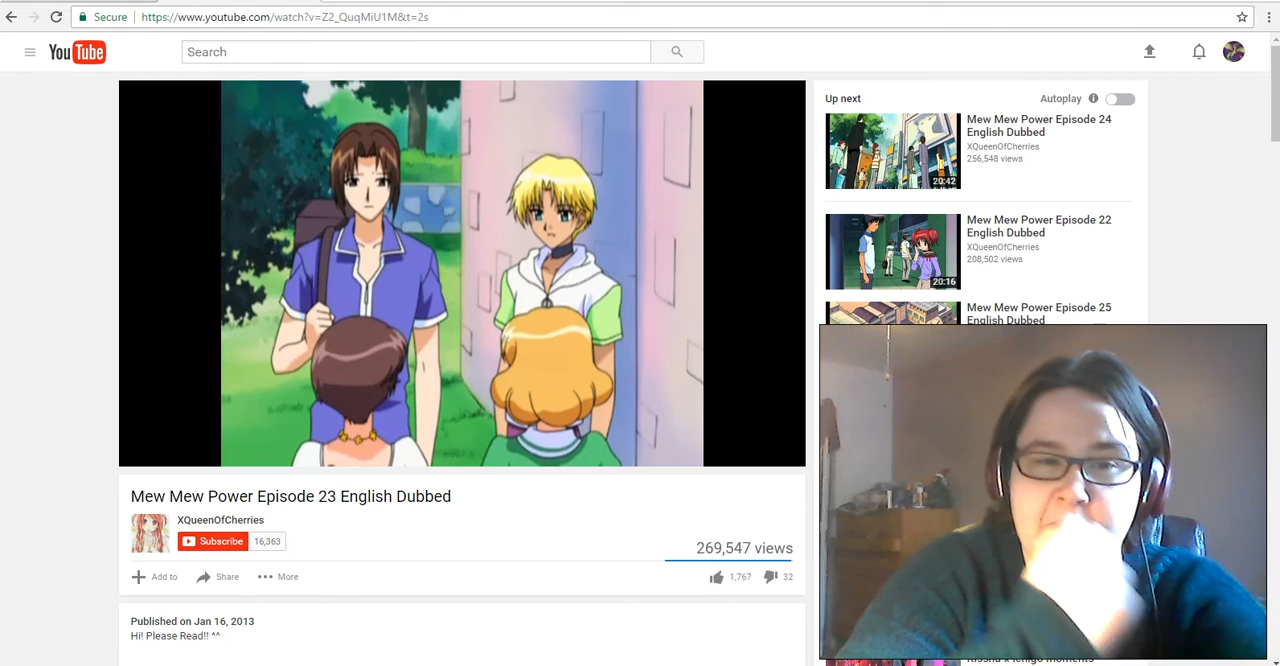 Secure https://www.youtube.com/watch?v=Z2_QuqMiU1M&t=2s
YouTube
Search
Up next
Autoplay
Mew Mew Power Episode 24
English Dubbed
XQueenOfCherries
256,548 views
20:42
Mew Mew Power Episode 22
English Dubbed
XQueenOfCherries
208,502 views
20:16
Mew Mew Power Episode 25
English Dubbed
Mew Mew Power Episode 23 English Dubbed
XQueenOfCherries
Subscribe 16,363
269,547 views
Add to Share More
1,767 32
Published on Jan 16, 2013
Hi! Please Read!! ^^